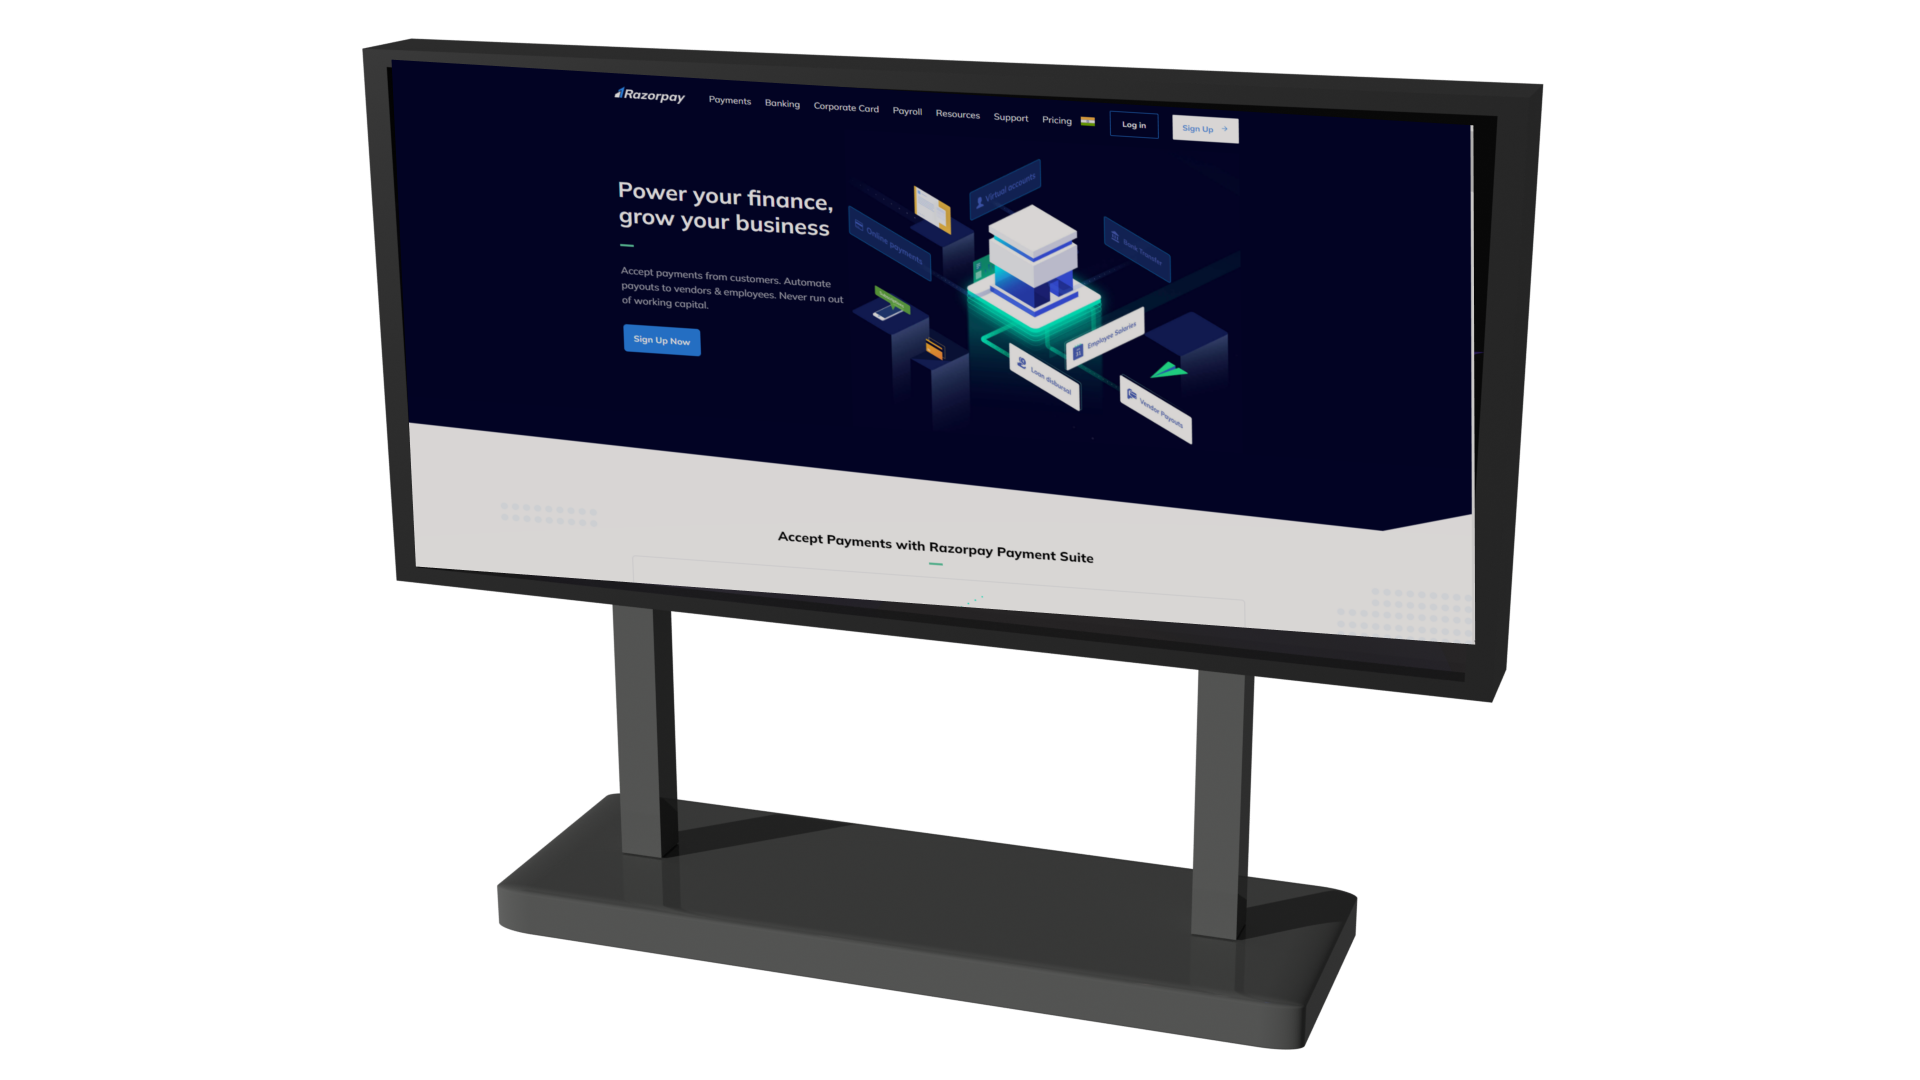 Razorpay
Payments
Banking
Corporate Card
Payroll
Resources
Support
Pricing
Log in
Sign Up
Power your finance,
grow your business
Accept payments from customers. Automate
payouts to vendors & employees. Never run out
of working capital.
Sign Up Now
Virtual accounts
Online payments
Bank Transfer
Employee Salaries
Loan disbursal
Vendor Payouts
Accept Payments with Razorpay Payment Suite